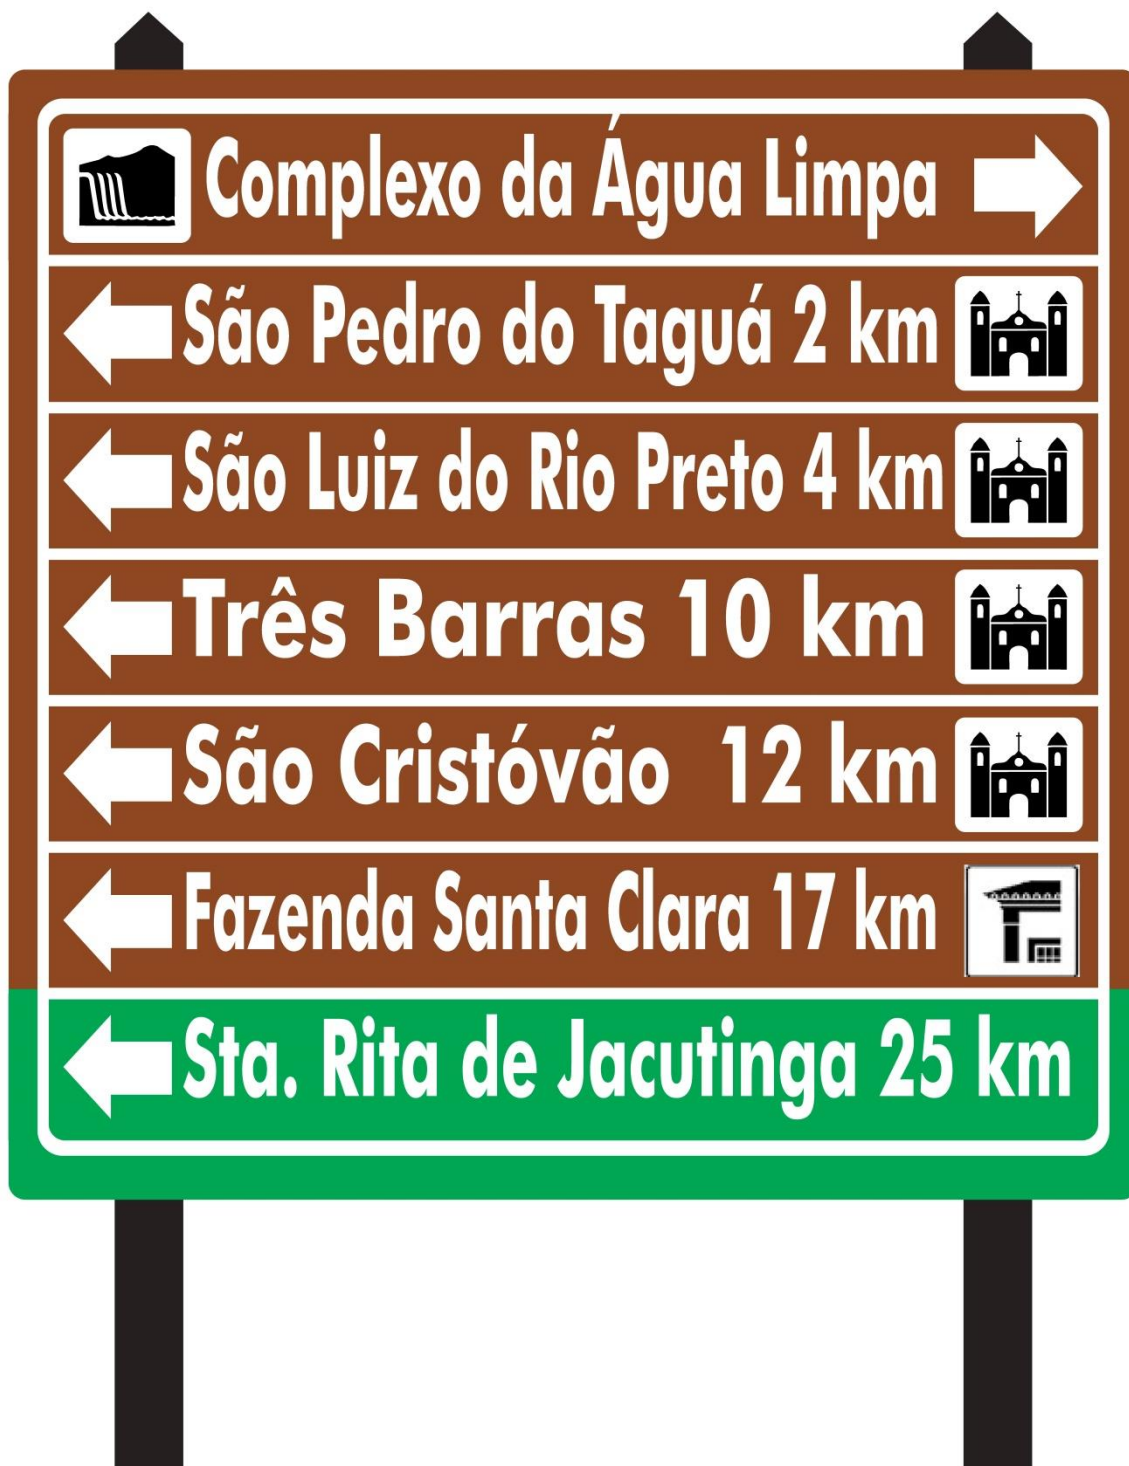 Complexo da Água Limpa
São Pedro do Taguá 2 km
São Luiz do Rio Preto 4 km
Três Barras 10 km
São Cristóvão 12 km
Fazenda Santa Clara 17 km
Sta. Rita de Jacutinga 25 km